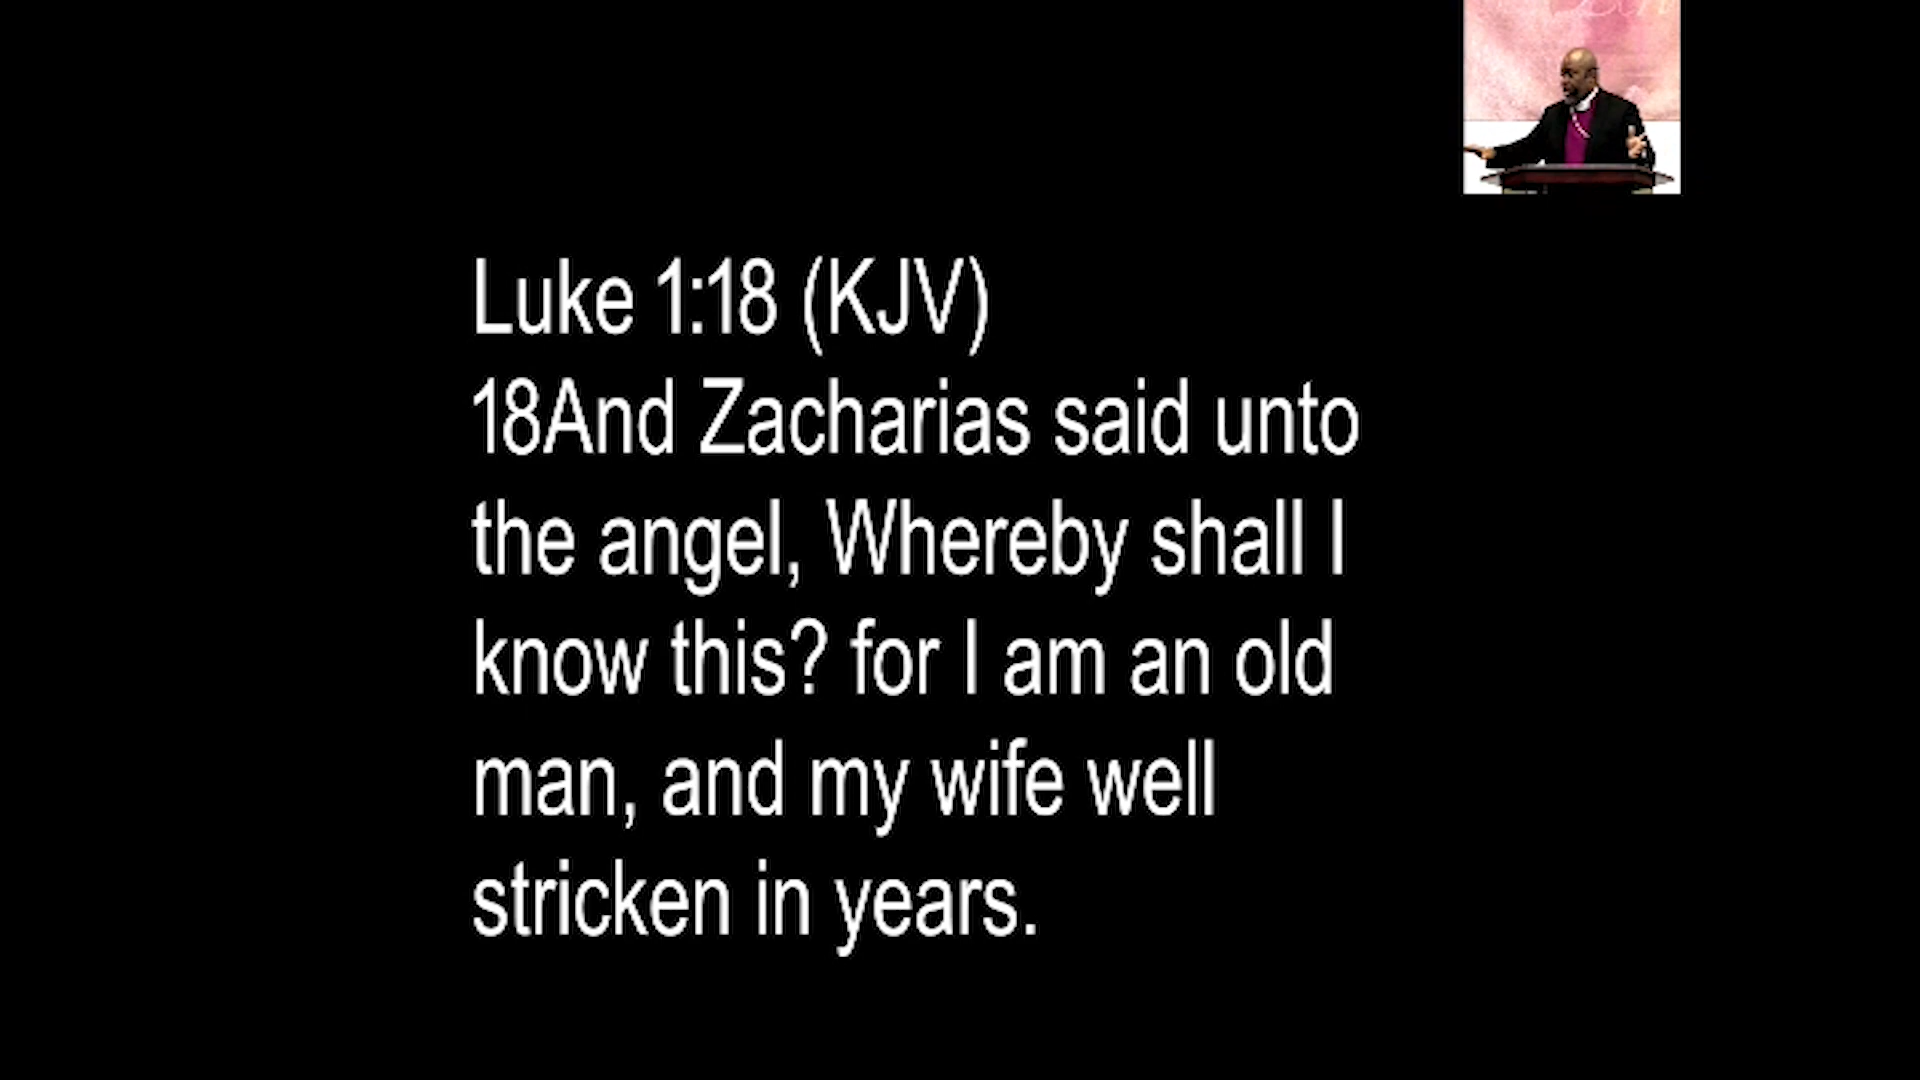 Luke 1:18 (KJV)
18And Zacharias said unto
the angel, Whereby shall I
know this? for I am an old
man, and my wife well
stricken in years.